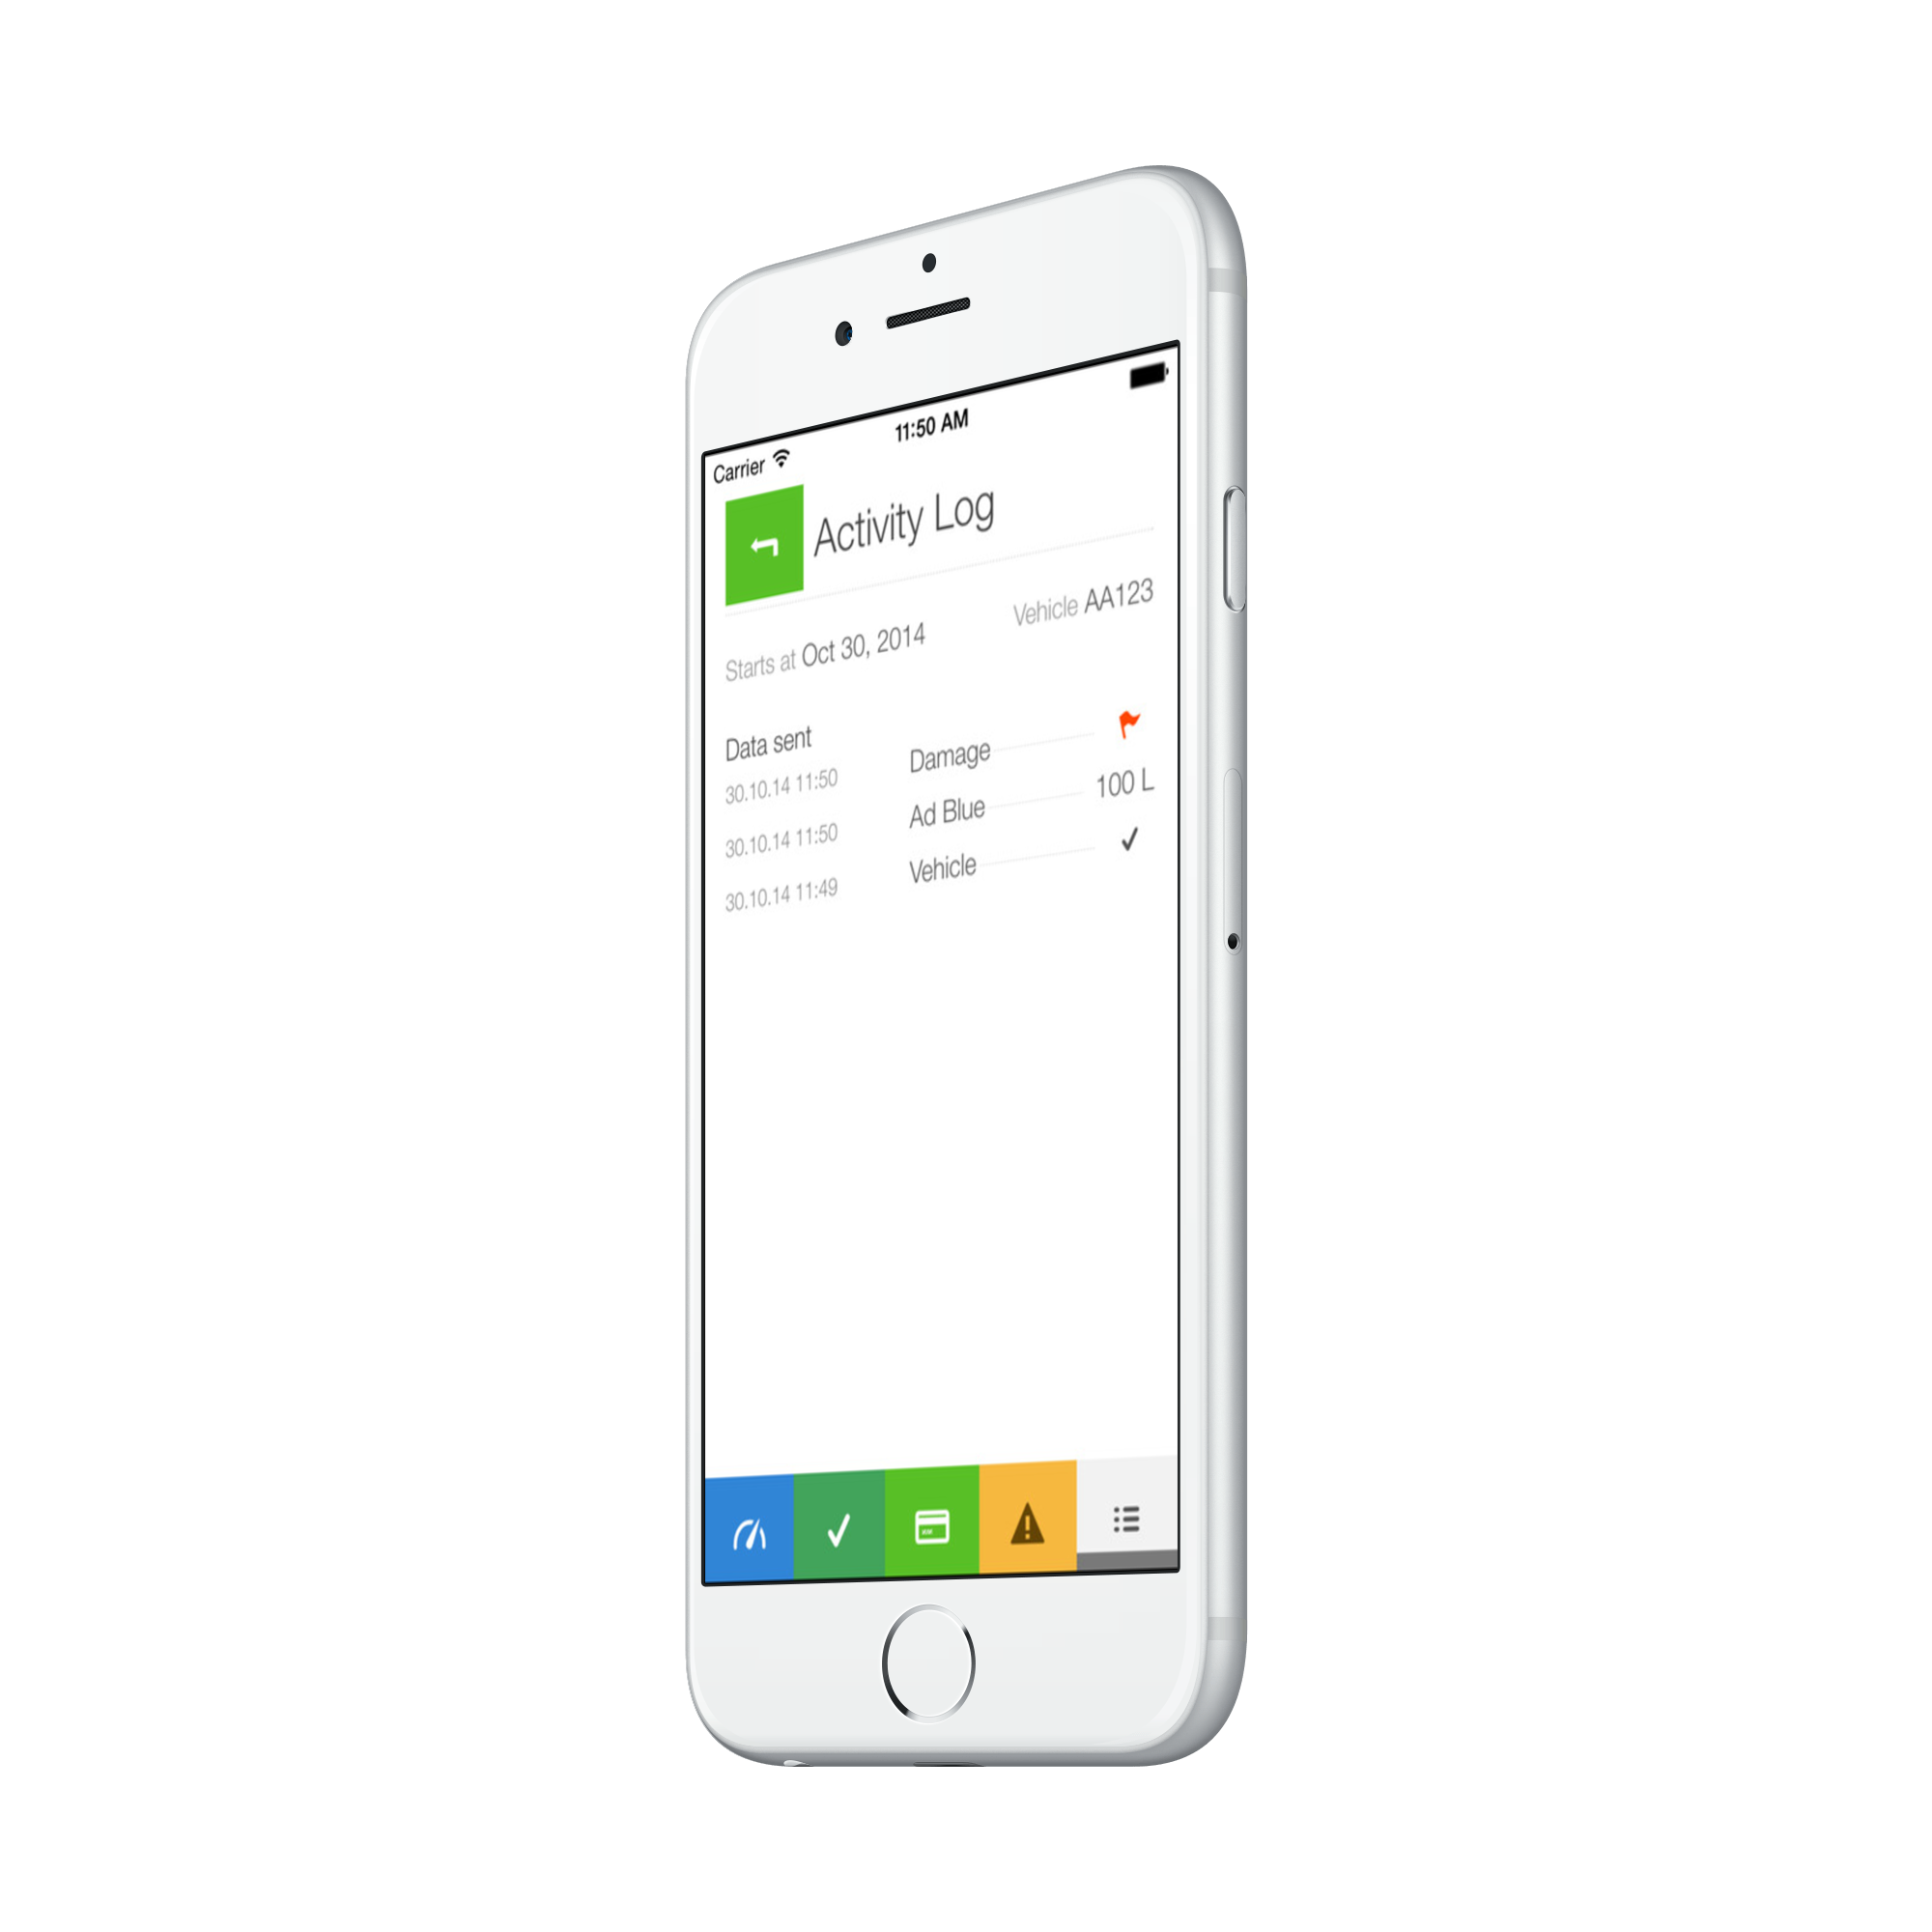 Carrier 11:50 AM
Activity Log
Starts at Oct 30, 2014 Vehicle AA123
Data sent
30.10.14 11:50 Damage
30.10.14 11:50 Ad Blue 100 L
30.10.14 11:49 Vehicle